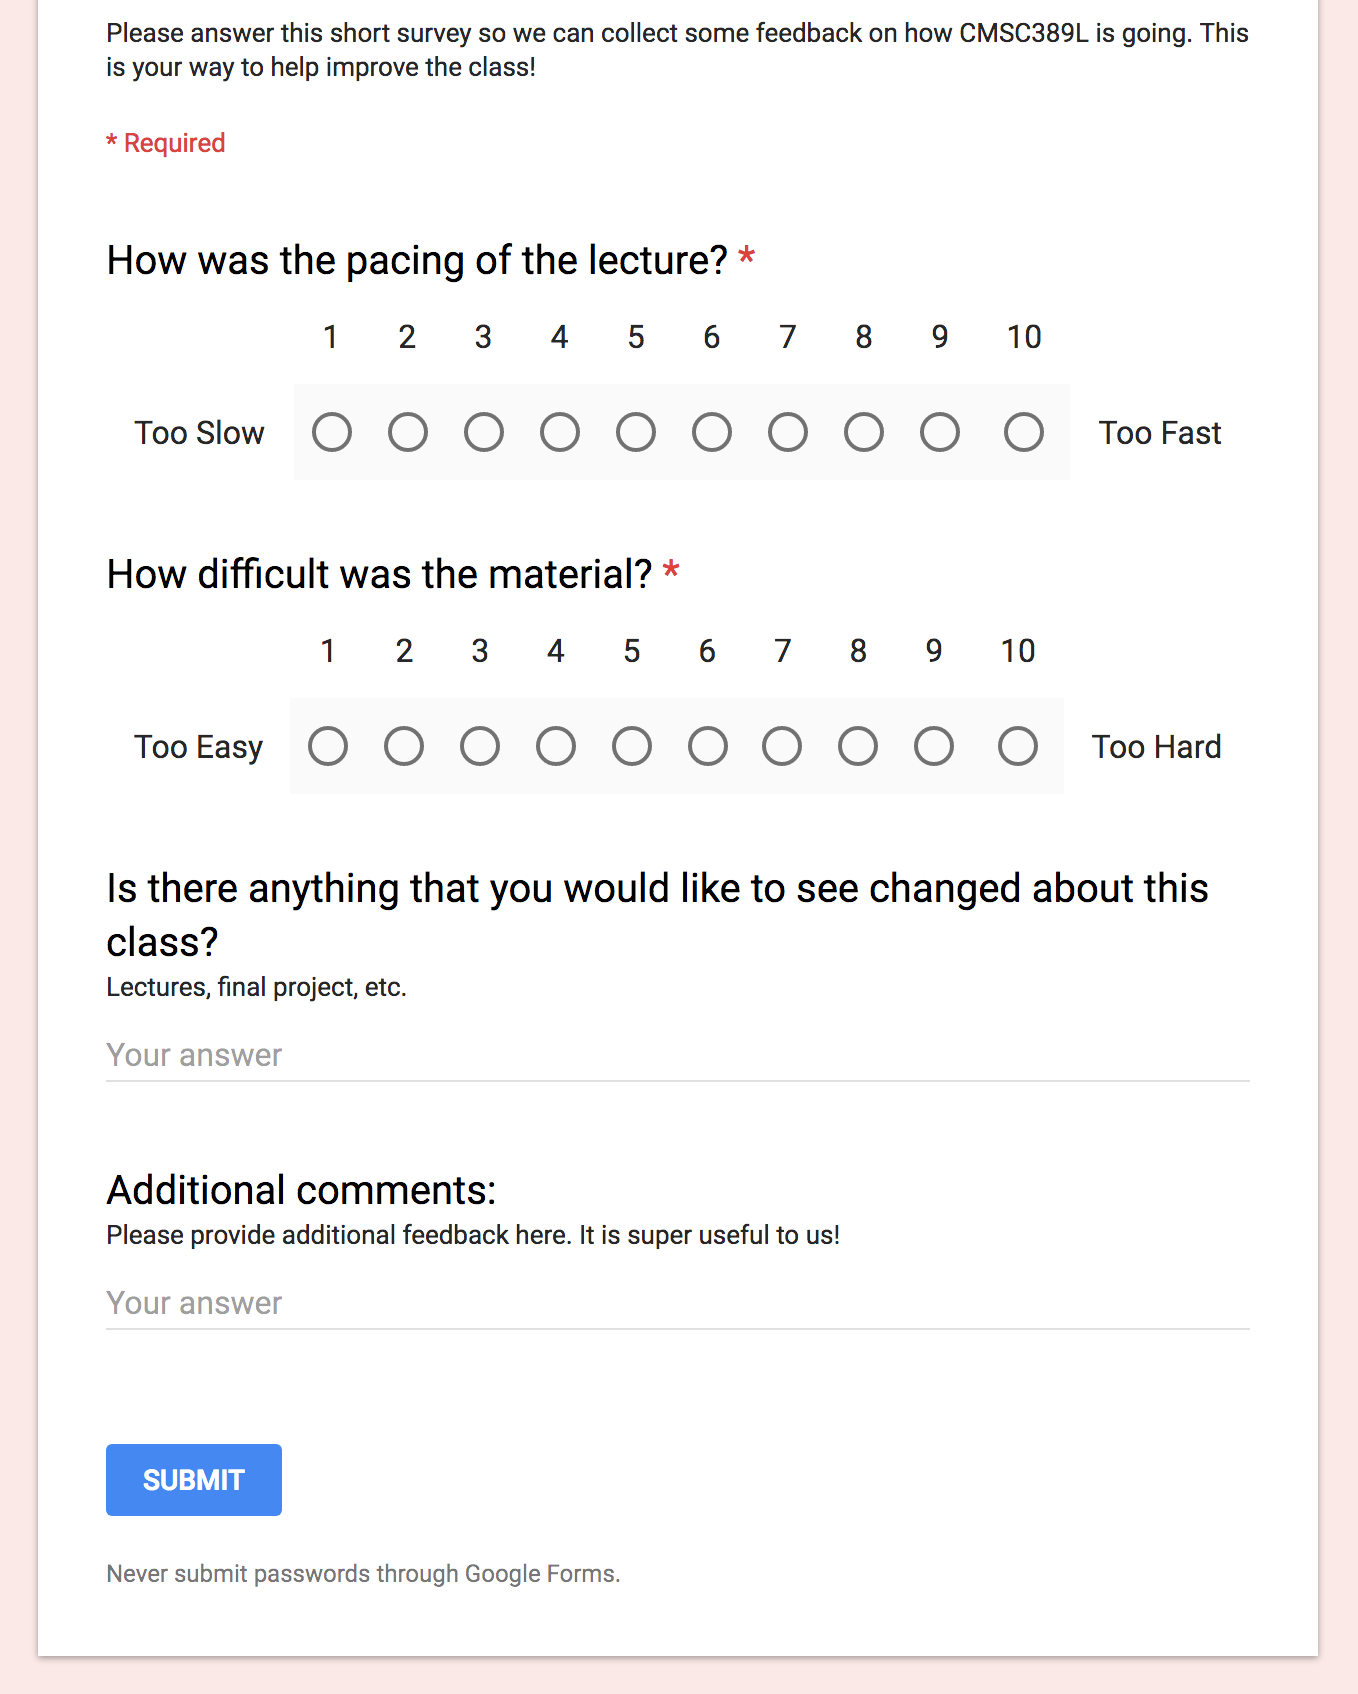 Please answer this short survey so we can collect some feedback on how CMSC389L is going. This
is your way to help improve the class!
* Required
How was the pacing of the lecture? *
1 2 3 4 5 6 7 8 9 10
Too Slow Too Fast
How difficult was the material? *
1 2 3 4 5 6 7 8 9 10
Too Easy Too Hard
Is there anything that you would like to see changed about this
class?
Lectures, final project, etc.
Your answer
Additional comments:
Please provide additional feedback here. It is super useful to us!
Your answer
SUBMIT
Never submit passwords through Google Forms.